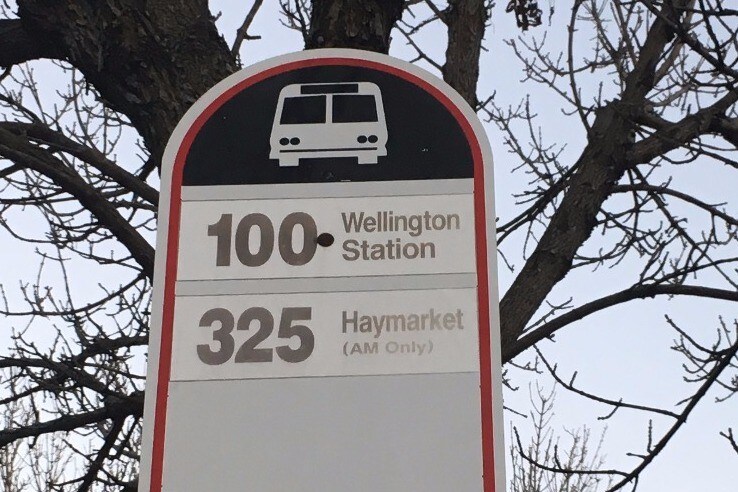 100 Wellington
Station
325 Haymarket
(AM Only)